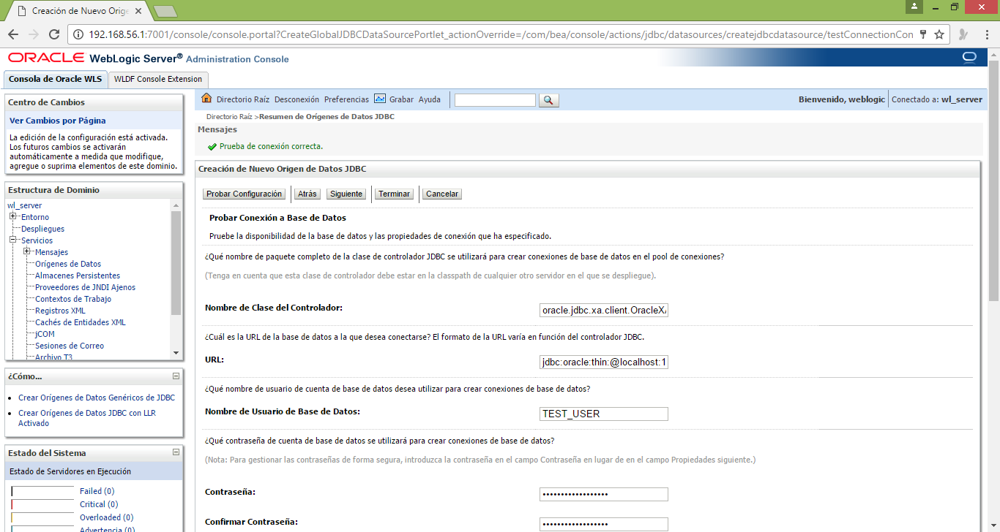 Creación de Nuevo Orige
192.168.56.1:7001/console/console.portal?CreateGlobalJDBCDataSourcePortlet_actionOverride=/com/bea/console/actions/jdbc/datasources/createjdbcdatasource/testConnectionCon
ORACLE WebLogic Server® Administration Console
Consola de Oracle WLS
WLDF Console Extension
Centro de Cambios
Ver Cambios por Página
La edición de la configuración está activada.
Los futuros cambios se activarán
automáticamente a medida que modifique,
agregue o suprima elementos de este dominio.
Estructura de Dominio
wl_server
Entorno
Despliegues
Servicios
Mensajes
Orígenes de Datos
Almacenes Persistentes
Proveedores de JNDI Ajenos
Contextos de Trabajo
Registros XML
Cachés de Entidades XML
jCOM
Sesiones de Correo
Archivo T3
¿Cómo...
Crear Orígenes de Datos Genéricos de JDBC
Crear Orígenes de Datos JDBC con LLR
Activado
Estado del Sistema
Estado de Servidores en Ejecución
Failed (0)
Critical (0)
Overloaded (0)
Advertencia (0)
Directorio Raíz Desconexión Preferencias Grabar Ayuda
Bienvenido, weblogic
Conectado a: wl_server
Directorio Raíz >Resumen de Orígenes de Datos JDBC
Mensajes
Prueba de conexión correcta.
Creación de Nuevo Origen de Datos JDBC
Probar Configuración Atrás Siguiente Terminar Cancelar
Probar Conexión a Base de Datos
Pruebe la disponibilidad de la base de datos y las propiedades de conexión que ha especificado.
¿Qué nombre de paquete completo de la clase de controlador JDBC se utilizará para crear conexiones de base de datos en el pool de conexiones?
(Tenga en cuenta que esta clase de controlador debe estar en la classpath de cualquier otro servidor en el que se despliegue).
Nombre de Clase del Controlador: oracle.jdbc.xa.client.OracleXA
¿Cuál es la URL de la base de datos a la que desea conectarse? El formato de la URL varía en función del controlador JDBC.
URL: jdbc:oracle:thin:@localhost:1
¿Qué nombre de usuario de cuenta de base de datos desea utilizar para crear conexiones de base de datos?
Nombre de Usuario de Base de Datos: TEST_USER
¿Qué contraseña de cuenta de base de datos se utilizará para crear conexiones de base de datos?
(Nota: Para gestionar las contraseñas de forma segura, introduzca la contraseña en el campo Contraseña en lugar de en el campo Propiedades siguiente.)
Contraseña: ••••••••••••••••••
Confirmar Contraseña: ••••••••••••••••••